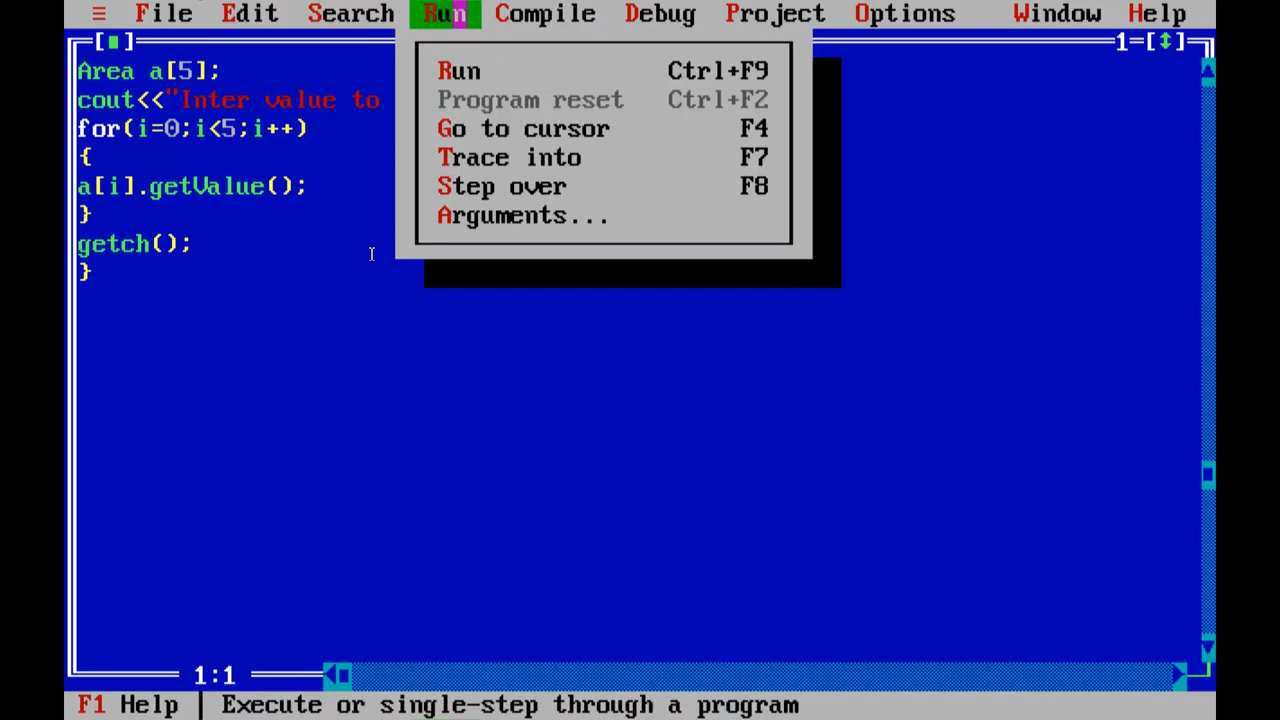 ≡ File Edit Search Run Compile Debug Project Options Window Help
[■] 1=[↕]
Area a[5];
cout<<"Inter value to
for(i=0;i<5;i++)
{
a[i].getValue();
}
getch();
}
Run Ctrl+F9
Program reset Ctrl+F2
Go to cursor F4
Trace into F7
Step over F8
Arguments...
1:1
F1 Help │ Execute or single-step through a program